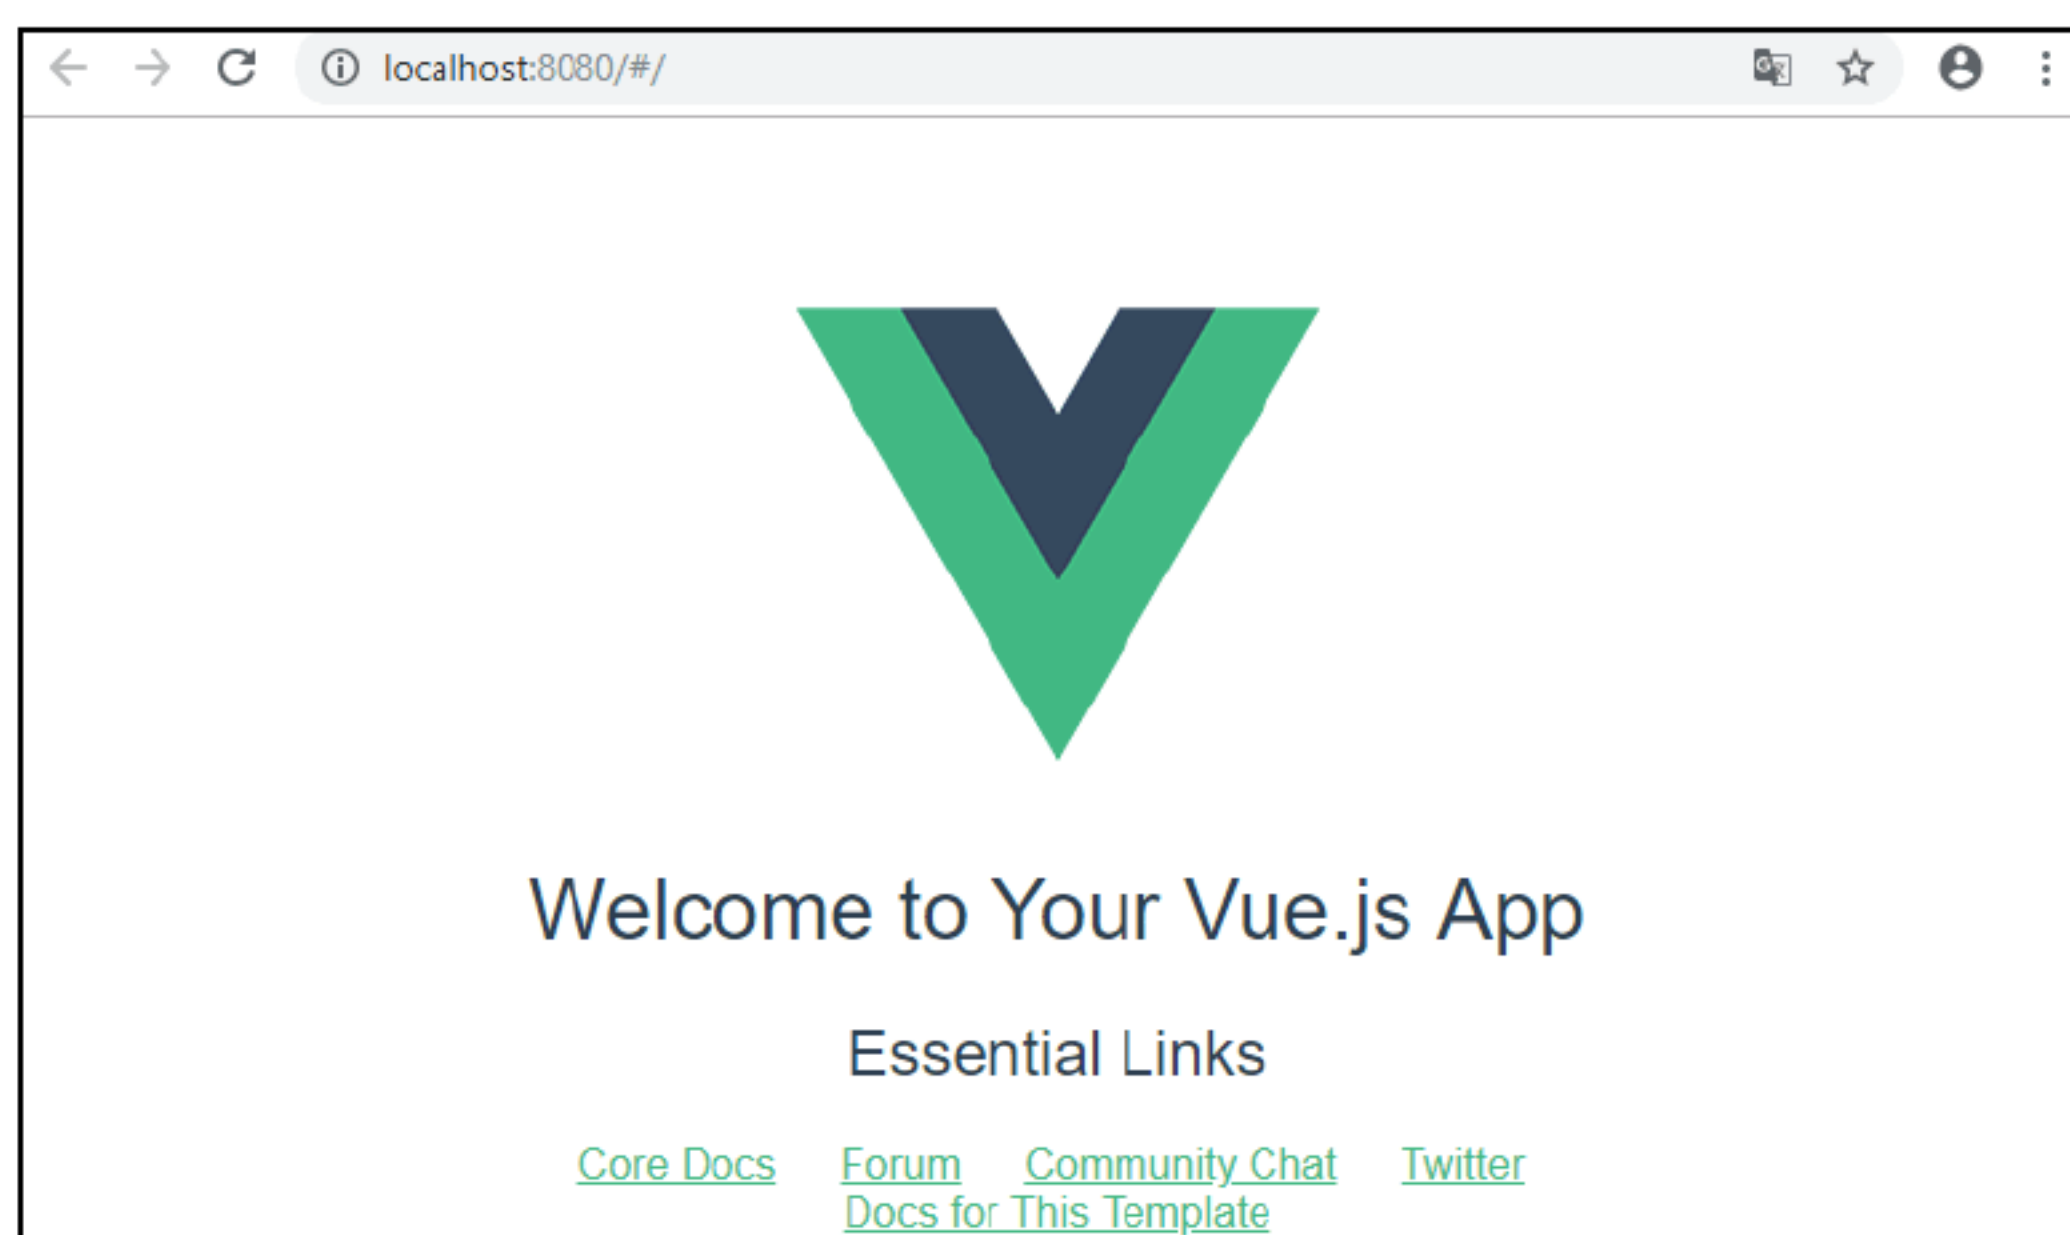 localhost:8080/#/
Welcome to Your Vue.js App
Essential Links
Core Docs Forum Community Chat Twitter
Docs for This Template